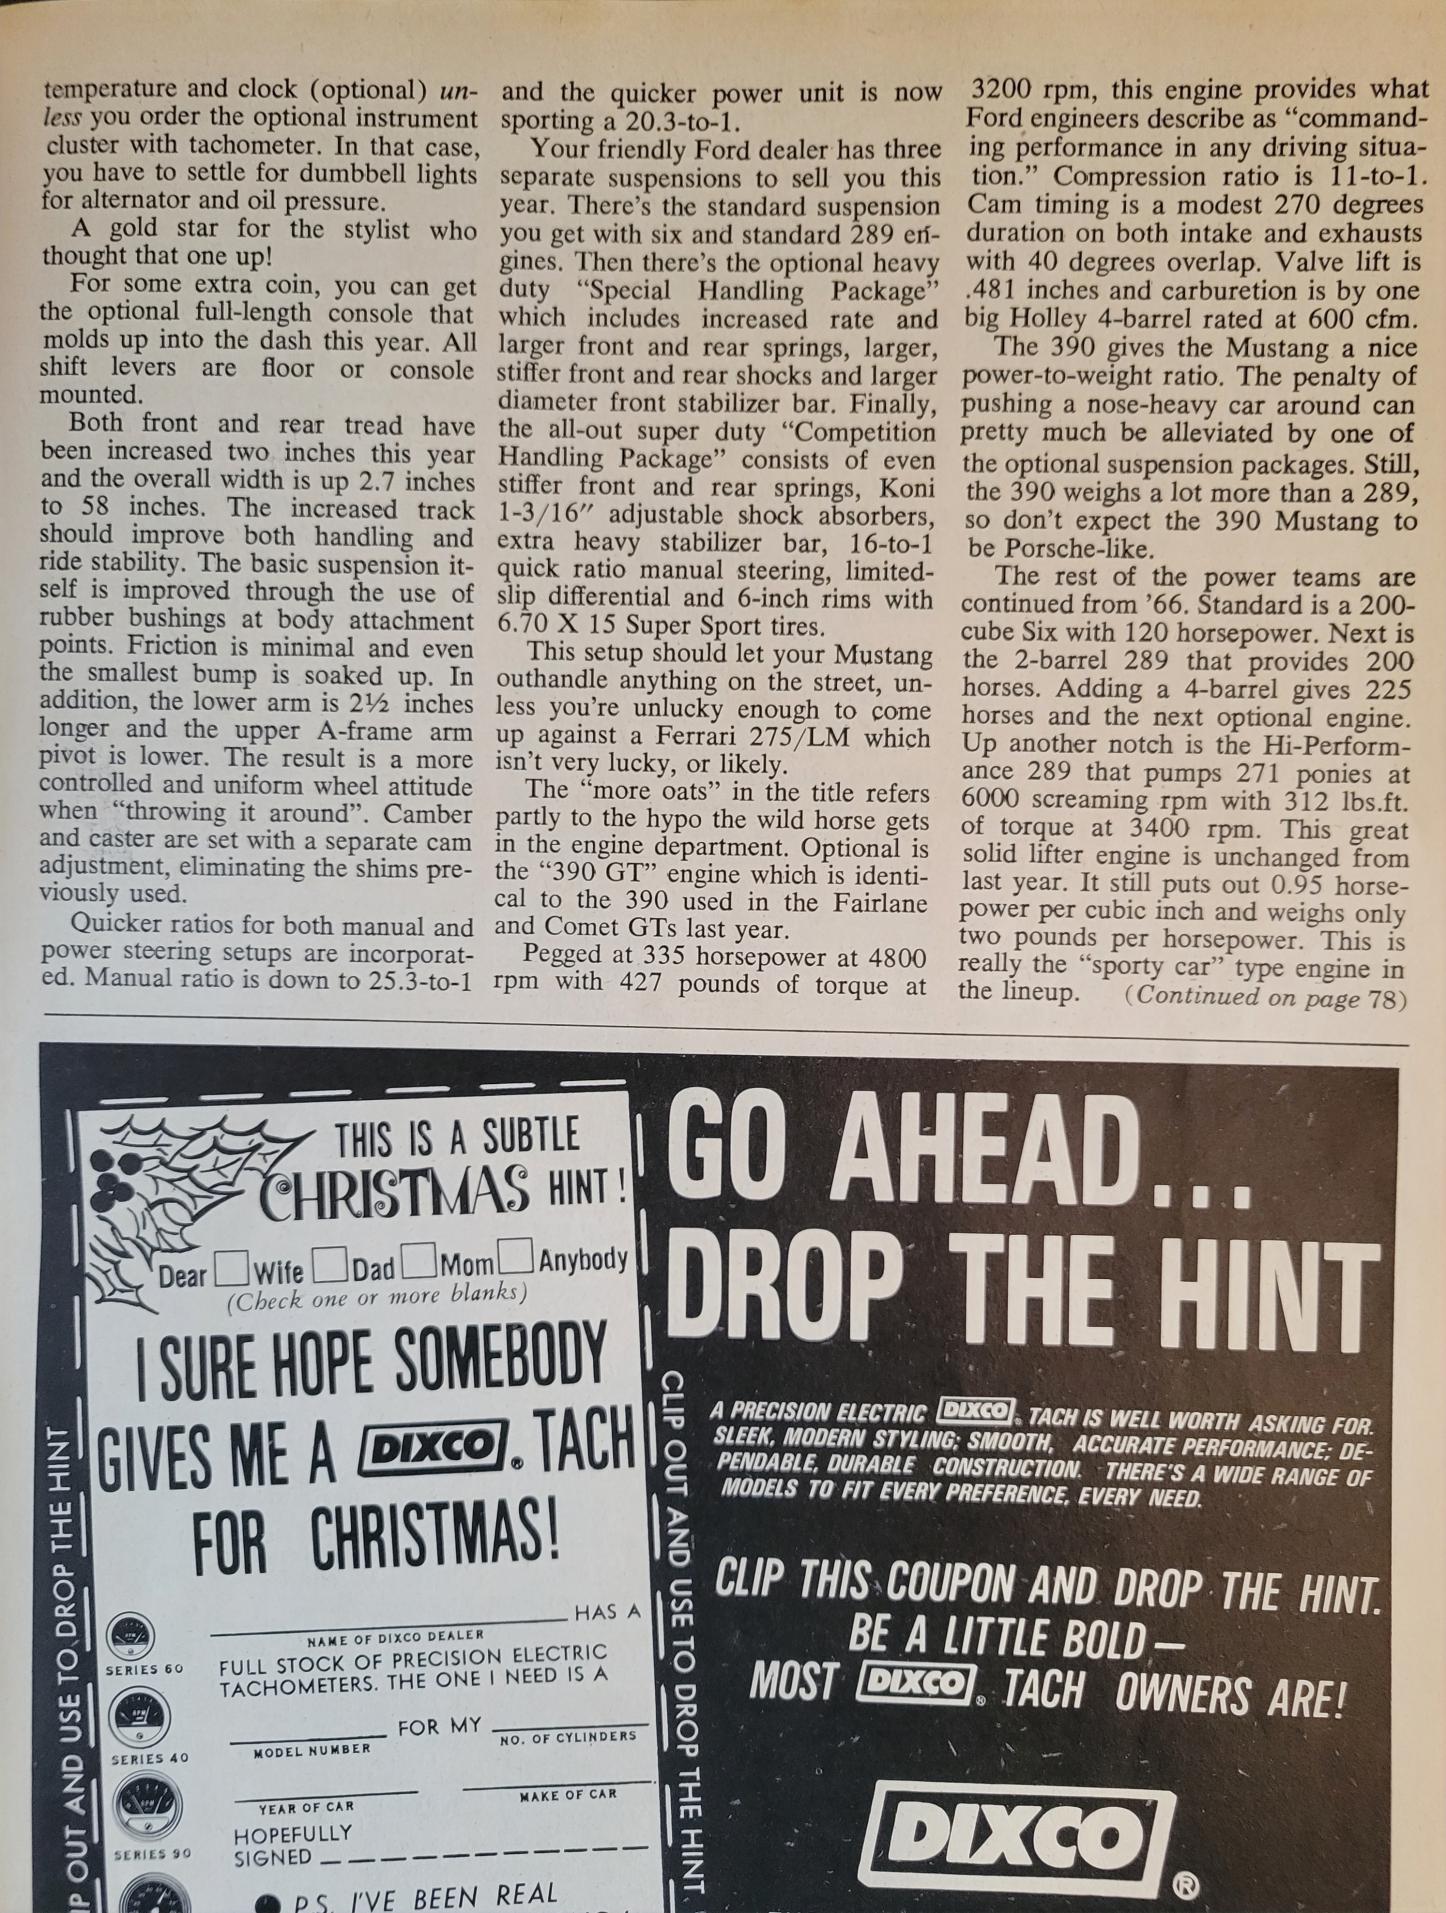 temperature and clock (optional) un-
less you order the optional instrument
cluster with tachometer. In that case,
you have to settle for dumbbell lights
for alternator and oil pressure.
A gold star for the stylist who
thought that one up!
For some extra coin, you can get
the optional full-length console that
molds up into the dash this year. All
shift levers are floor or console
mounted.
Both front and rear tread have
been increased two inches this year
and the overall width is up 2.7 inches
to 58 inches. The increased track
should improve both handling and
ride stability. The basic suspension it-
self is improved through the use of
rubber bushings at body attachment
points. Friction is minimal and even
the smallest bump is soaked up. In
addition, the lower arm is 2½ inches
longer and the upper A-frame arm
pivot is lower. The result is a more
controlled and uniform wheel attitude
when “throwing it around”. Camber
and caster are set with a separate cam
adjustment, eliminating the shims pre-
viously used.
Quicker ratios for both manual and
power steering setups are incorporat-
ed. Manual ratio is down to 25.3-to-1
and the quicker power unit is now
sporting a 20.3-to-1.
Your friendly Ford dealer has three
separate suspensions to sell you this
year. There’s the standard suspension
you get with six and standard 289 en-
gines. Then there’s the optional heavy
duty “Special Handling Package”
which includes increased rate and
larger front and rear springs, larger,
stiffer front and rear shocks and larger
diameter front stabilizer bar. Finally,
the all-out super duty “Competition
Handling Package” consists of even
stiffer front and rear springs, Koni
1-3/16″ adjustable shock absorbers,
extra heavy stabilizer bar, 16-to-1
quick ratio manual steering, limited-
slip differential and 6-inch rims with
6.70 X 15 Super Sport tires.
This setup should let your Mustang
outhandle anything on the street, un-
less you’re unlucky enough to come
up against a Ferrari 275/LM which
isn’t very lucky, or likely.
The “more oats” in the title refers
partly to the hypo the wild horse gets
in the engine department. Optional is
the “390 GT” engine which is identi-
cal to the 390 used in the Fairlane
and Comet GTs last year.
Pegged at 335 horsepower at 4800
rpm with 427 pounds of torque at
3200 rpm, this engine provides what
Ford engineers describe as “command-
ing performance in any driving situa-
tion.” Compression ratio is 11-to-1.
Cam timing is a modest 270 degrees
duration on both intake and exhausts
with 40 degrees overlap. Valve lift is
.481 inches and carburetion is by one
big Holley 4-barrel rated at 600 cfm.
The 390 gives the Mustang a nice
power-to-weight ratio. The penalty of
pushing a nose-heavy car around can
pretty much be alleviated by one of
the optional suspension packages. Still,
the 390 weighs a lot more than a 289,
so don’t expect the 390 Mustang to
be Porsche-like.
The rest of the power teams are
continued from ’66. Standard is a 200-
cube Six with 120 horsepower. Next is
the 2-barrel 289 that provides 200
horses. Adding a 4-barrel gives 225
horses and the next optional engine.
Up another notch is the Hi-Perform-
ance 289 that pumps 271 ponies at
6000 screaming rpm with 312 lbs.ft.
of torque at 3400 rpm. This great
solid lifter engine is unchanged from
last year. It still puts out 0.95 horse-
power per cubic inch and weighs only
two pounds per horsepower. This is
really the “sporty car” type engine in
the lineup. (Continued on page 78)
THIS IS A SUBTLE
CHRISTMAS HINT!
Dear Wife Dad Mom Anybody
(Check one or more blanks)
I SURE HOPE SOMEBODY
GIVES ME A DIXCO® TACH
FOR CHRISTMAS!
HAS A
NAME OF DIXCO DEALER
FULL STOCK OF PRECISION ELECTRIC
TACHOMETERS. THE ONE I NEED IS A
FOR MY
MODEL NUMBER NO. OF CYLINDERS
YEAR OF CAR MAKE OF CAR
HOPEFULLY
SIGNED
P.S. I’VE BEEN REAL
SERIES 60
SERIES 40
SERIES 90
IP OUT AND USE TO DROP THE HINT
CLIP OUT AND USE TO DROP THE HINT
GO AHEAD...
DROP THE HINT
A PRECISION ELECTRIC DIXCO® TACH IS WELL WORTH ASKING FOR.
SLEEK, MODERN STYLING; SMOOTH, ACCURATE PERFORMANCE; DE-
PENDABLE, DURABLE CONSTRUCTION. THERE’S A WIDE RANGE OF
MODELS TO FIT EVERY PREFERENCE, EVERY NEED.
CLIP THIS COUPON AND DROP THE HINT.
BE A LITTLE BOLD—
MOST DIXCO® TACH OWNERS ARE!
DIXCO®